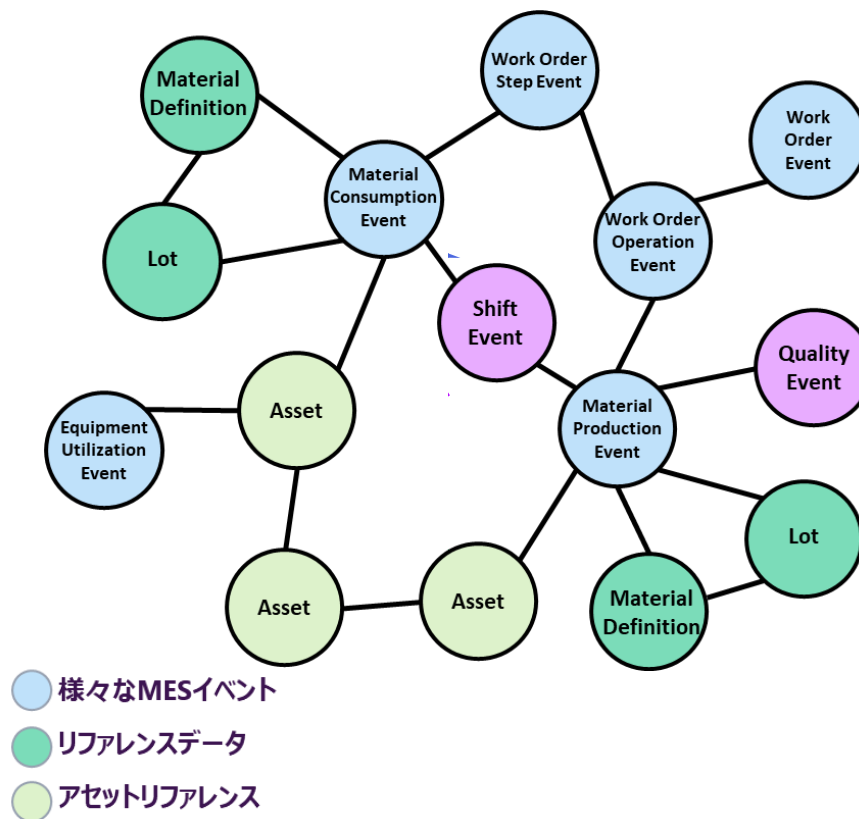 Material
Definition
Work Order
Step Event
Work
Order
Event
Material
Consumption
Event
Lot
Work Order
Operation
Event
Shift
Event
Quality
Event
Asset
Equipment
Utilization
Event
Material
Production
Event
Lot
Asset
Asset
Material
Definition
様々なMESイベント
リファレンスデータ
アセットリファレンス